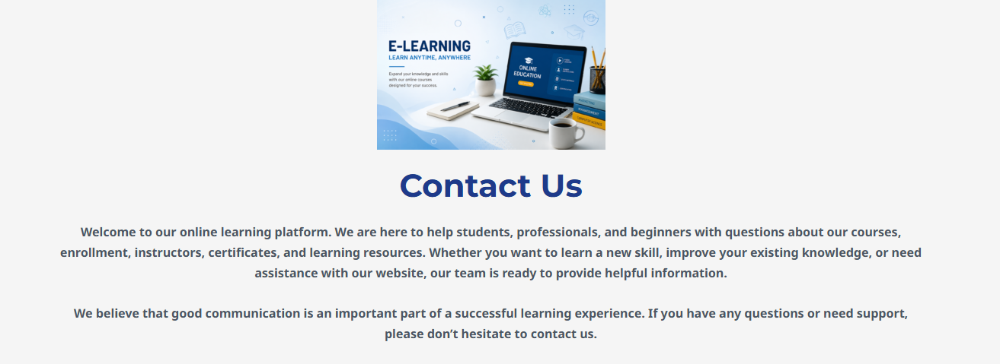 E-LEARNING
LEARN ANYTIME, ANYWHERE
Expand your knowledge and skills
with our online courses
designed for your success.
ONLINE
EDUCATION
MARKETING
MANAGEMENT
COMPUTER SCIENCE
Contact Us
Welcome to our online learning platform. We are here to help students, professionals, and beginners with questions about our courses,
enrollment, instructors, certificates, and learning resources. Whether you want to learn a new skill, improve your existing knowledge, or need
assistance with our website, our team is ready to provide helpful information.
We believe that good communication is an important part of a successful learning experience. If you have any questions or need support,
please don’t hesitate to contact us.